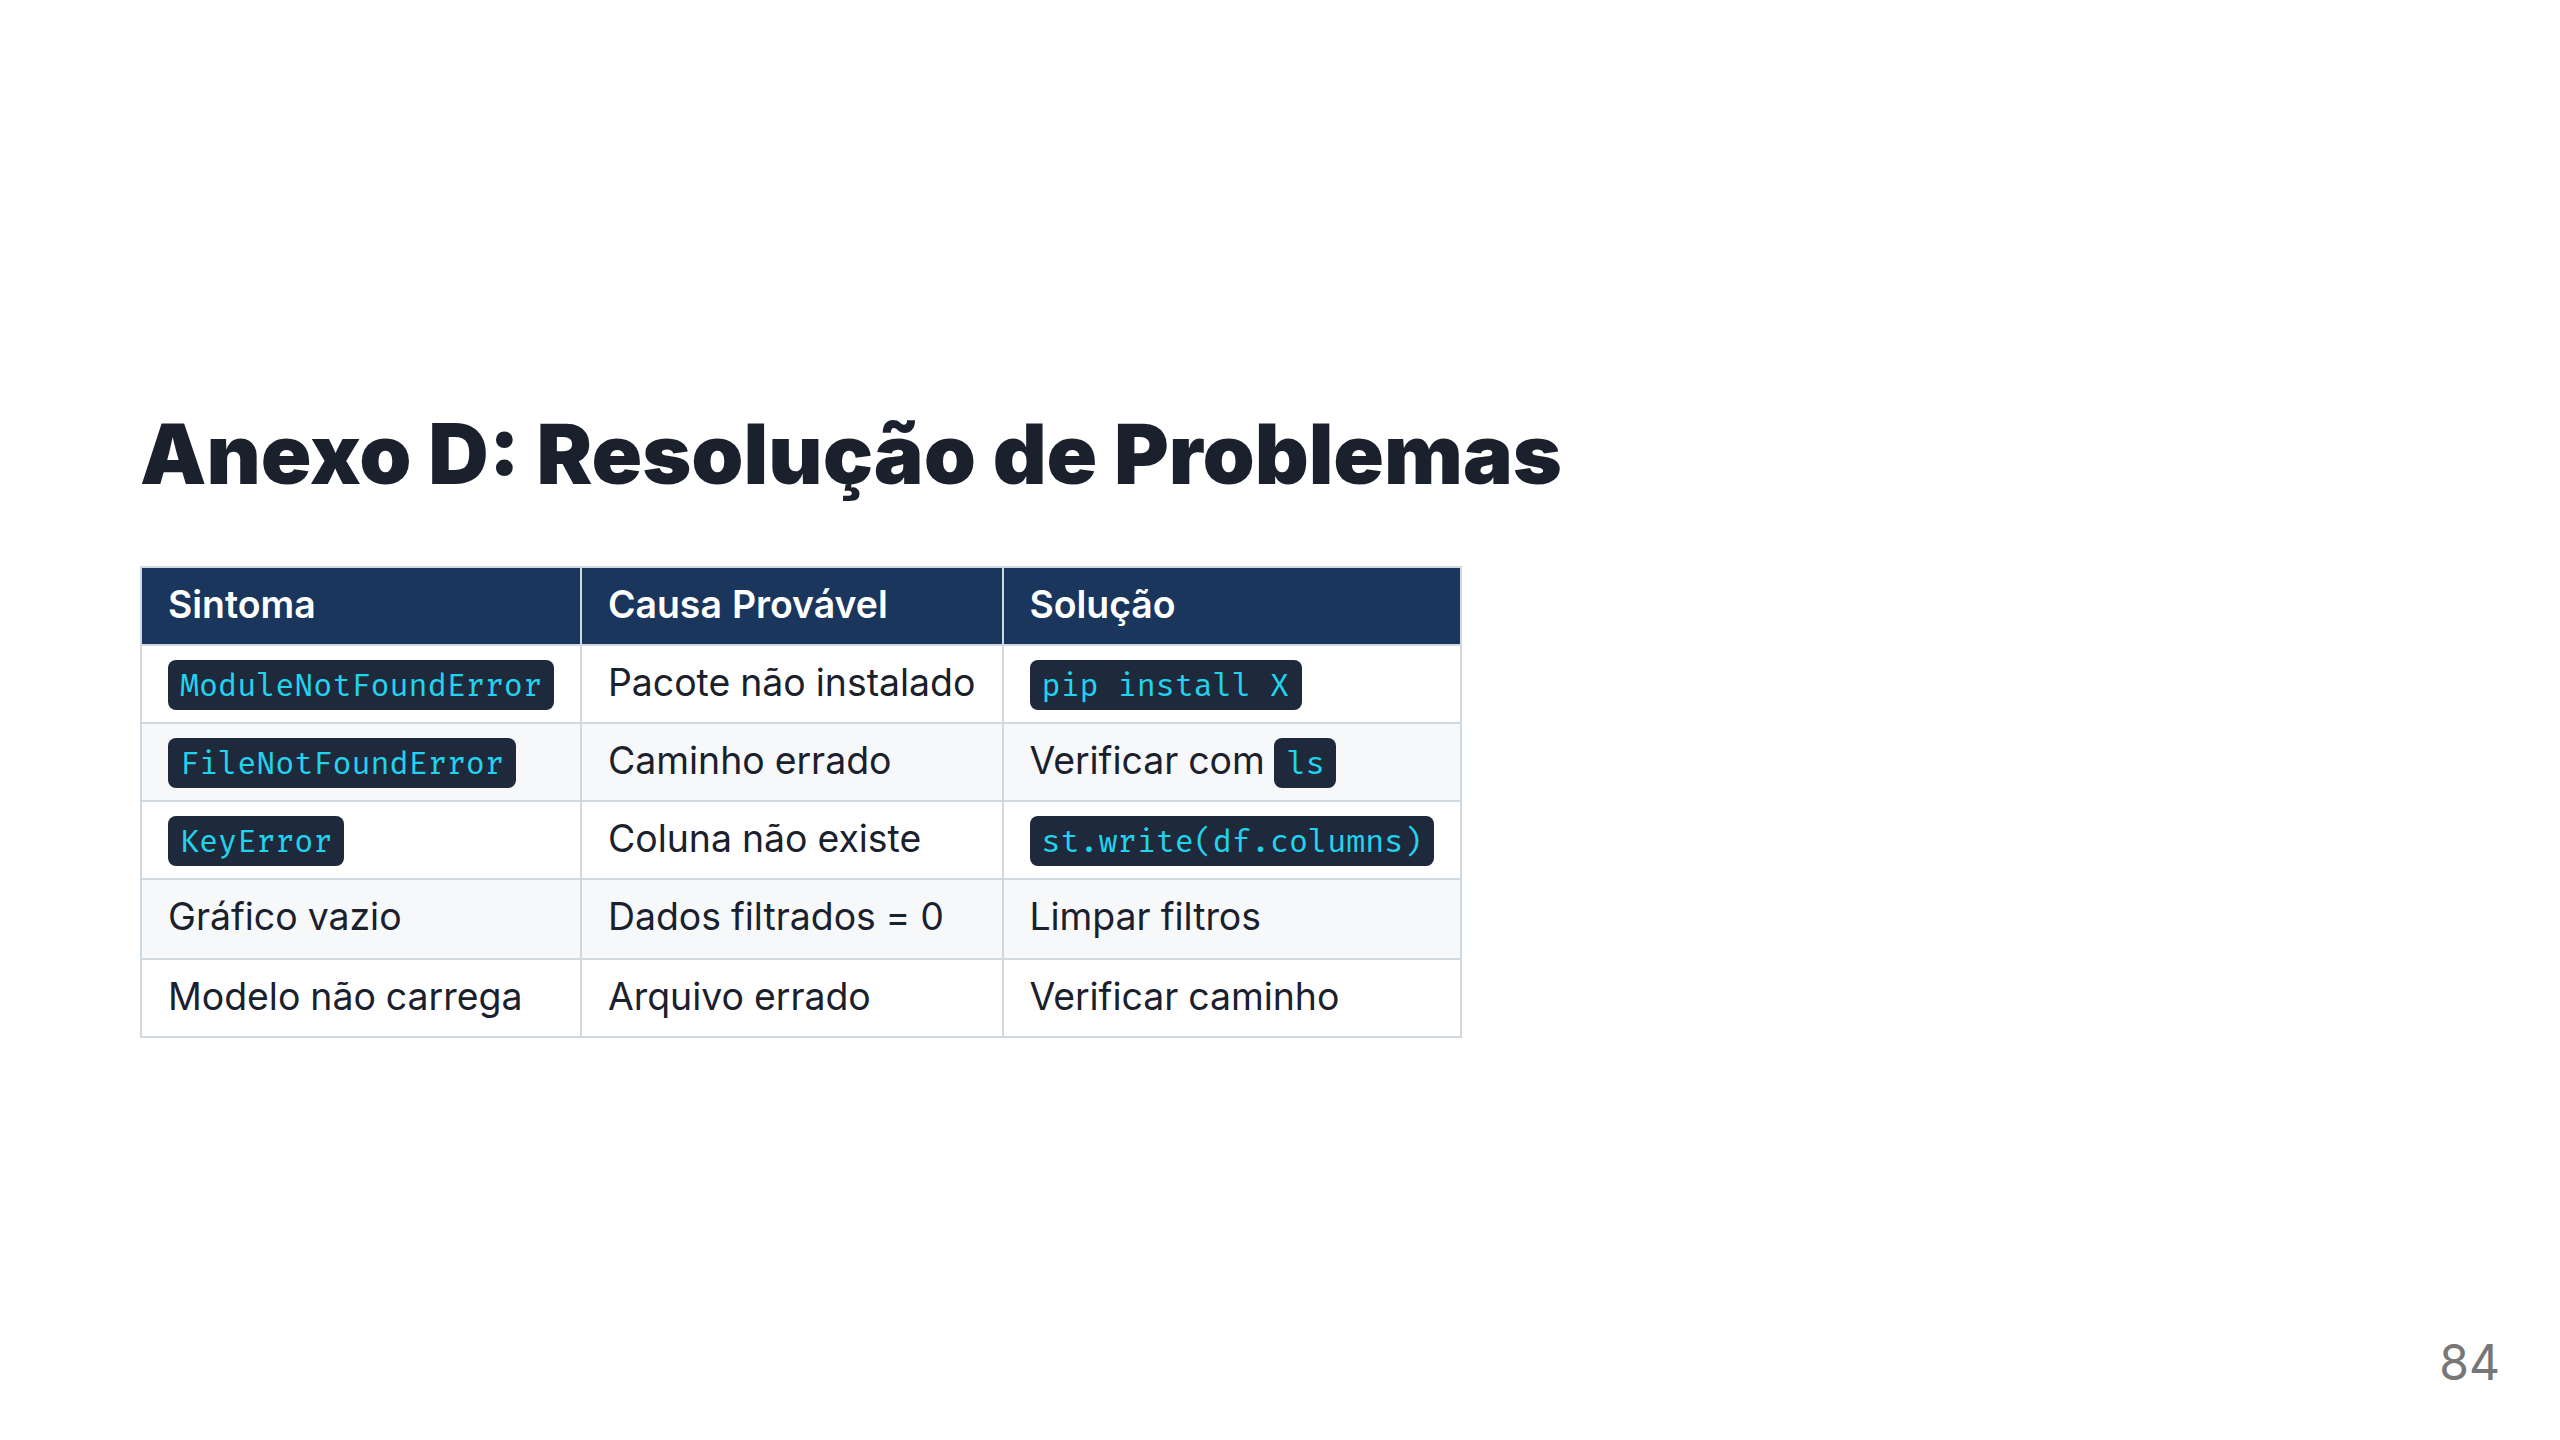 Anexo D: Resolução de Problemas
Sintoma Causa Provável Solução
ModuleNotFoundError Pacote não instalado pip install X
FileNotFoundError Caminho errado Verificar com ls
KeyError Coluna não existe st.write(df.columns)
Gráfico vazio Dados filtrados = 0 Limpar filtros
Modelo não carrega Arquivo errado Verificar caminho
84